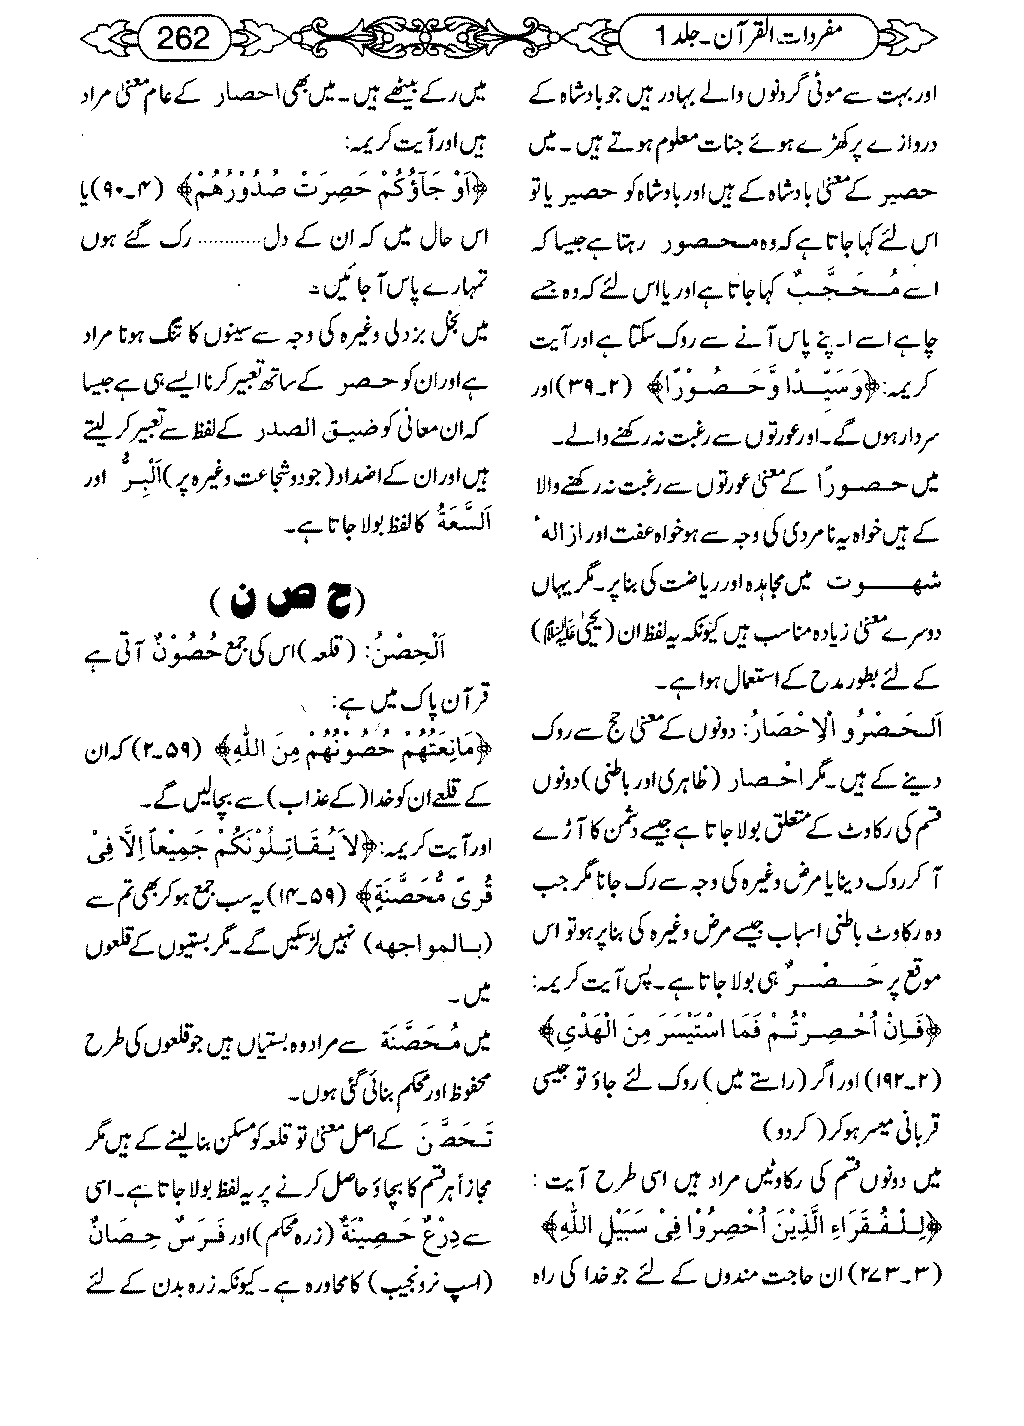 مفردات القرآن۔ جلد 1
262
اور بہت سے موٹی گردنوں والے بہادر ہیں جو بادشاہ کے
دروازے پر کھڑے ہوئے جنات معلوم ہوتے ہیں ۔ میں
حصیر کے معنیٰ بادشاہ کے ہیں اور بادشاہ کو حصیر یا تو
اس لئے کہا جاتا ہے کہ وہ محصور رہتا ہے جیسا کہ
اسے مُحَجَّبٌ کہا جاتا ہے اور یا اس لئے کہ وہ جسے
چاہے اسے اپنے پاس آنے سے روک سکتا ہے اور آیت
کریمہ: ﴿وَسَيِّدًا وَّحَصُوْرًا﴾ (۲۔۳۹) اور
سردار ہوں گے۔ اور عورتوں سے رغبت نہ رکھنے والے۔
میں حصورًا کے معنیٰ عورتوں سے رغبت نہ رکھنے والا
کے ہیں خواہ یہ نامردی کی وجہ سے ہو خواہ عفت اور ازالہ ٔ
شہوت میں مجاہدہ اور ریاضت کی بنا پر۔ مگر یہاں
دوسرے معنیٰ زیادہ مناسب ہیں کیونکہ یہ لفظ ان (یحییٰ علیہ السلام)
کے لئے بطور مدح کے استعمال ہوا ہے۔
اَلْحَصْرُ و الْاِحْصَارُ: دونوں کے معنیٰ حج سے روک
دینے کے ہیں۔ مگر احْصار (ظاہری اور باطنی) دونوں
قسم کی رکاوٹ کے متعلق بولا جاتا ہے جیسے دشمن کا آڑے
آ کر روک دینا یا مرض وغیرہ کی وجہ سے رک جانا مگر جب
وہ رکاوٹ باطنی اسباب جیسے مرض وغیرہ کی بنا پر ہو تو اس
موقع پر حَصْرٌ ہی بولا جاتا ہے۔ پس آیت کریمہ:
﴿فَاِنْ اُحْصِرْتُمْ فَمَا اسْتَيْسَرَ مِنَ الْهَدْيِ﴾
(۲۔۱۹۲) اور اگر (راستے میں) روک لئے جاؤ تو جیسی
قربانی میسر ہو کر (کردو)
میں دونوں قسم کی رکاوٹیں مراد ہیں اسی طرح آیت :
﴿لِلْفُقَرَاءِ الَّذِيْنَ اُحْصِرُوْا فِيْ سَبِيْلِ اللّٰهِ﴾
(۳۔۲۷۳) ان حاجت مندوں کے لئے جو خدا کی راہ
میں رکے بیٹھے ہیں۔ میں بھی احصار کے عام معنیٰ مراد
ہیں اور آیت کریمہ:
﴿اَوْ جَآؤُكُمْ حَصِرَتْ صُدُوْرُهُمْ﴾ (۴۔۹۰) یا
اس حال میں کہ ان کے دل............ رک گئے ہوں
تمہارے پاس آجائیں۔
میں بخل بزدلی وغیرہ کی وجہ سے سینوں کا تنگ ہونا مراد
ہے اور ان کو حصر کے ساتھ تعبیر کرنا ایسے ہی ہے جیسا
کہ ان معانی کو ضیق الصدر کے لفظ سے تعبیر کر لیتے
ہیں اور ان کے اضداد (جود و شجاعت وغیرہ پر) اَلْبِرُّ اور
اَلسَّعَةُ کا لفظ بولا جاتا ہے۔
(ح ص ن)
اَلْحِصْنُ: (قلعہ) اس کی جمع حُصُوْنٌ آتی ہے
قرآن پاک میں ہے:
﴿مَانِعَتُهُمْ حُصُوْنُهُمْ مِنَ اللّٰهِ﴾ (۵۹۔۲) کہ ان
کے قلعے ان کو خدا (کے عذاب) سے بچا لیں گے۔
اور آیت کریمہ: ﴿لَا يُقَاتِلُوْنَكُمْ جَمِيْعاً اِلَّا فِيْ
قُرًى مُّحَصَّنَةٍ﴾ (۵۹۔۱۴) یہ سب جمع ہو کر بھی تم سے
(بالمواجهه) نہیں لڑ سکیں گے۔ مگر بستیوں کے قلعوں
میں۔
میں مُحَصَّنَة سے مراد وہ بستیاں ہیں جو قلعوں کی طرح
محفوظ اور محکم بنائی گئی ہوں۔
تَحَصَّنَ کے اصل معنیٰ تو قلعہ کو مسکن بنا لینے کے ہیں مگر
مجازاً ہر قسم کا بچاؤ حاصل کرنے پر یہ لفظ بولا جاتا ہے۔ اسی
سے دِرْعٌ حَصِيْنَةٌ (زرہ محکم) اور فَرَسٌ حِصَانٌ
(اسپ نرو نجیب) کا محاورہ ہے۔ کیونکہ زرہ بدن کے لئے